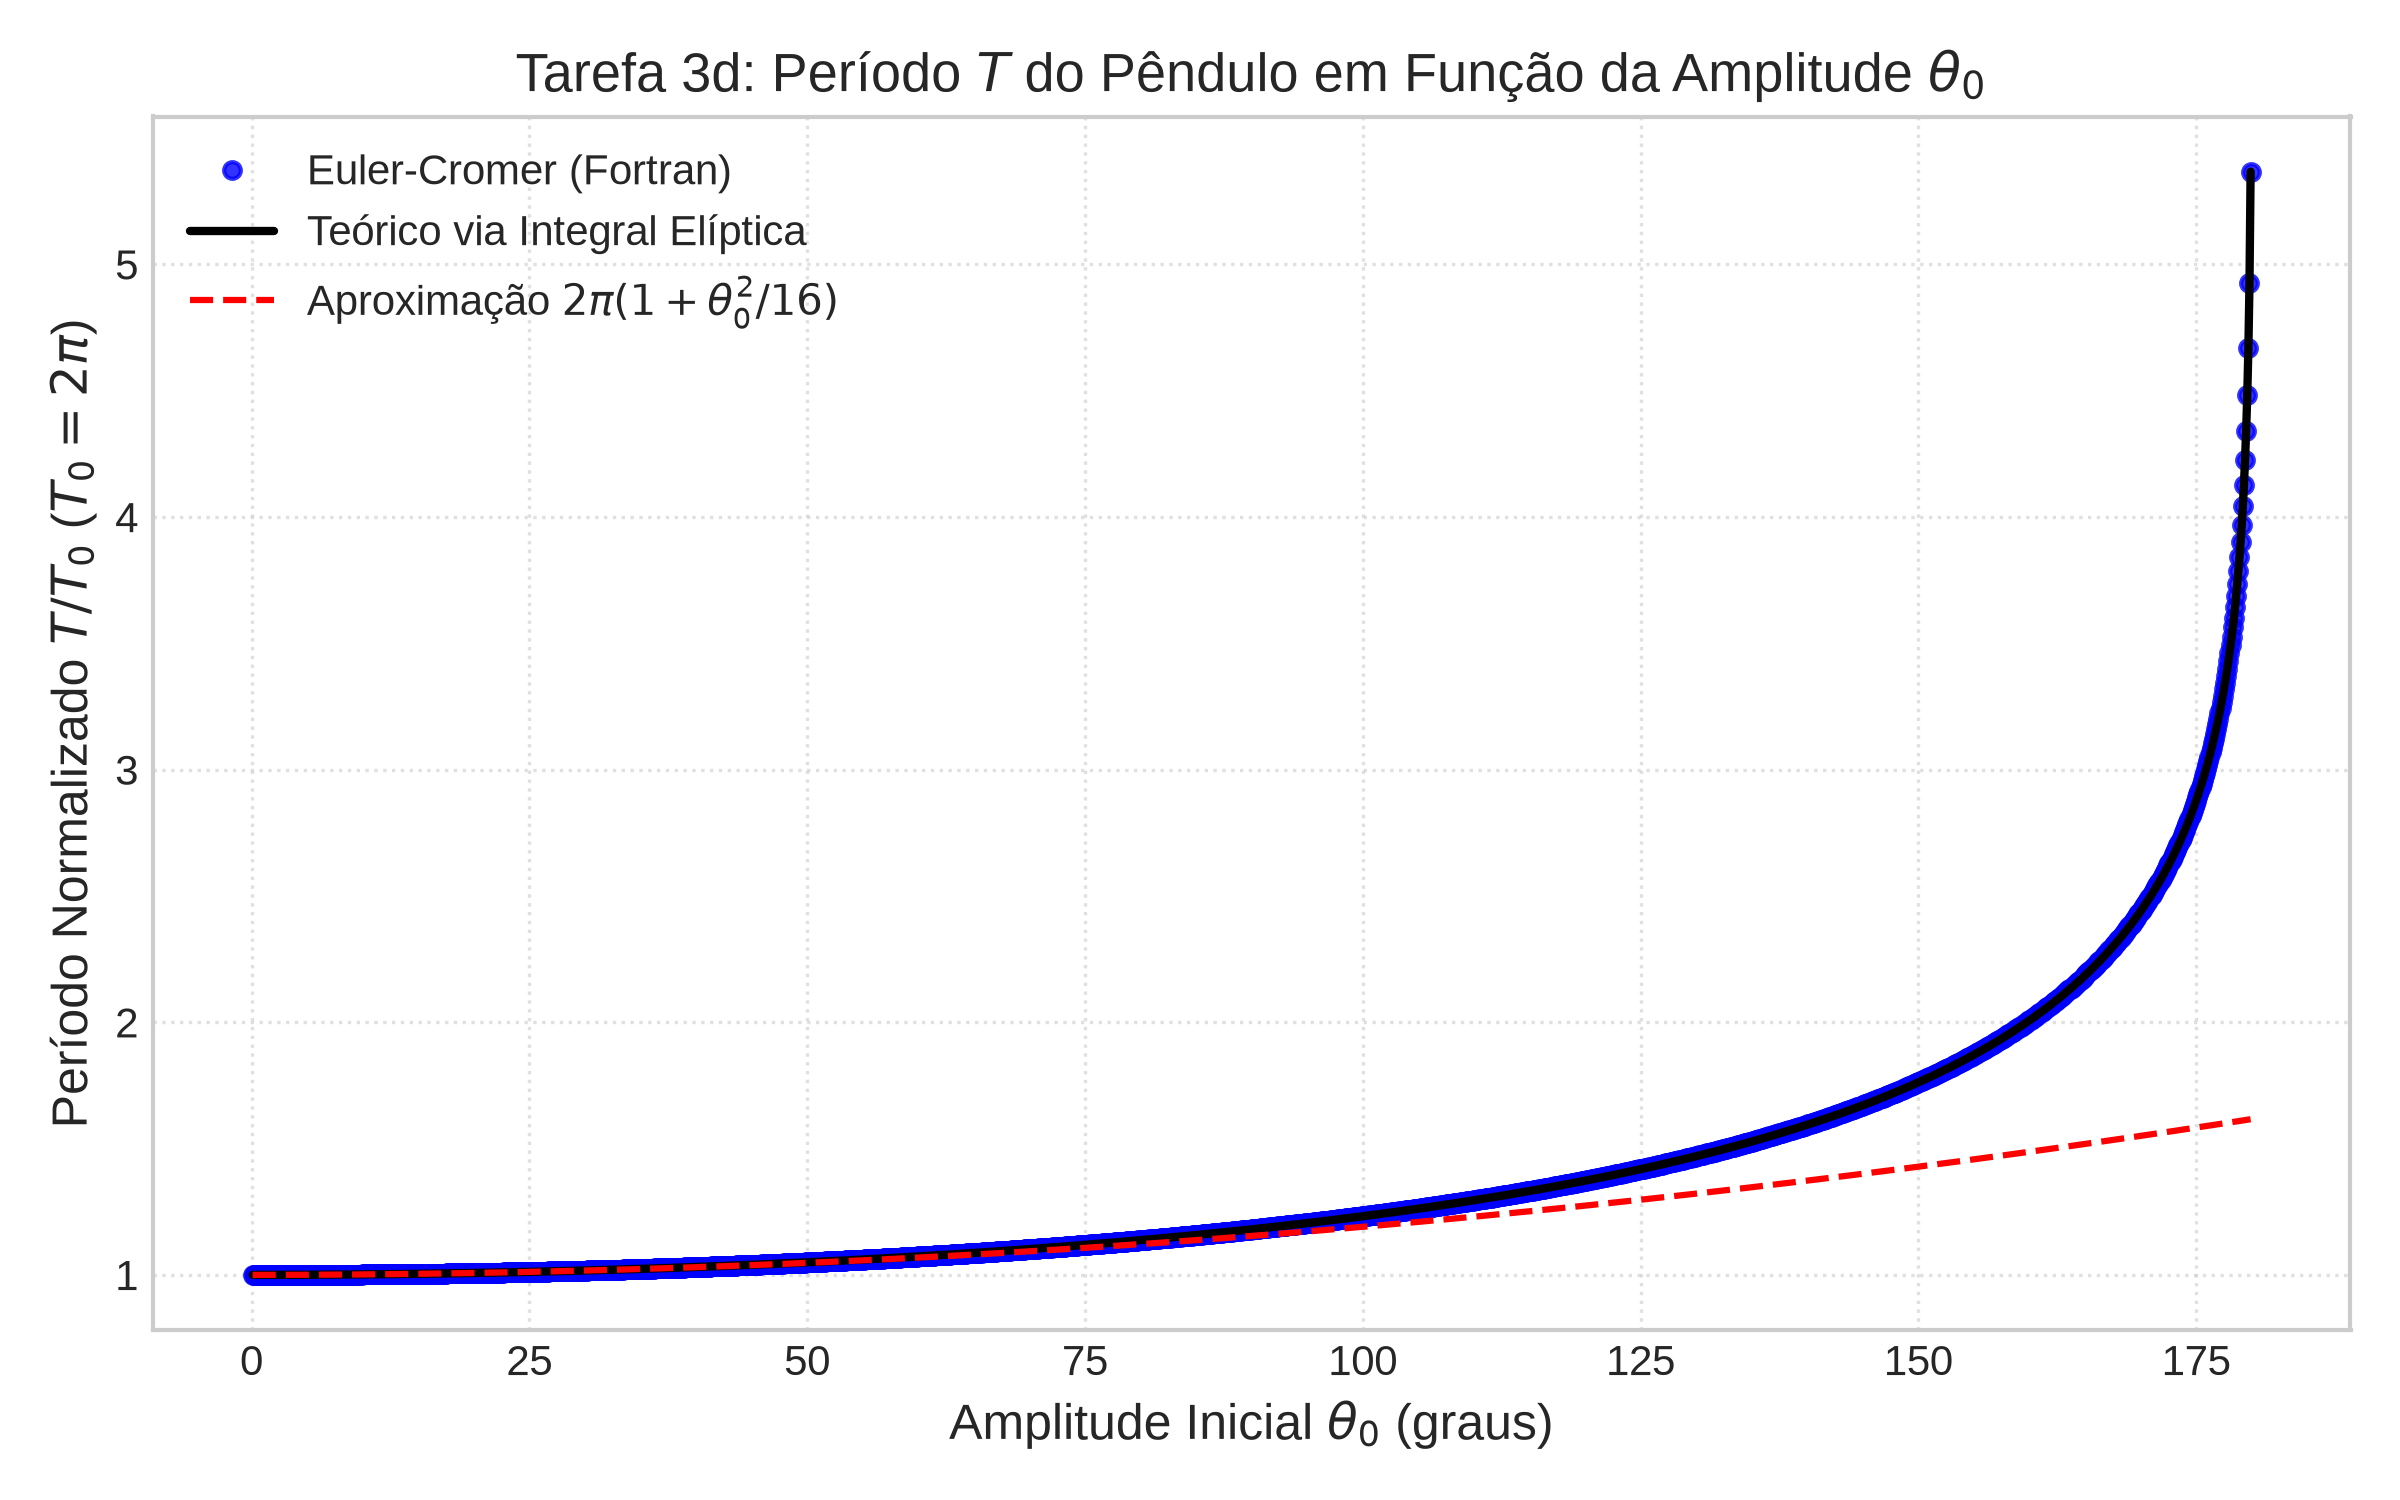 Tarefa 3d: Período T do Pêndulo em Função da Amplitude θ₀
Euler-Cromer (Fortran)
Teórico via Integral Elíptica
Aproximação 2π(1 + θ₀²/16)
Período Normalizado T/T₀ (T₀ = 2π)
5
4
3
2
1
0 25 50 75 100 125 150 175
Amplitude Inicial θ₀ (graus)